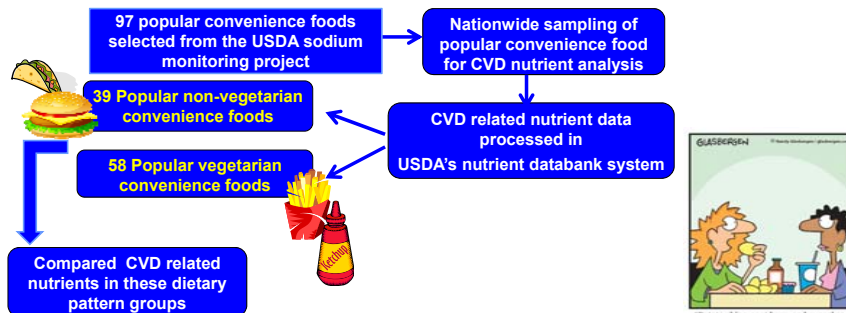 97 popular convenience foods
selected from the USDA sodium
monitoring project
Nationwide sampling of
popular convenience food
for CVD nutrient analysis
39 Popular non-vegetarian
convenience foods
CVD related nutrient data
processed in
USDA's nutrient databank system
58 Popular vegetarian
convenience foods
Ketchup
Compared CVD related
nutrients in these dietary
pattern groups
GLASBERGEN